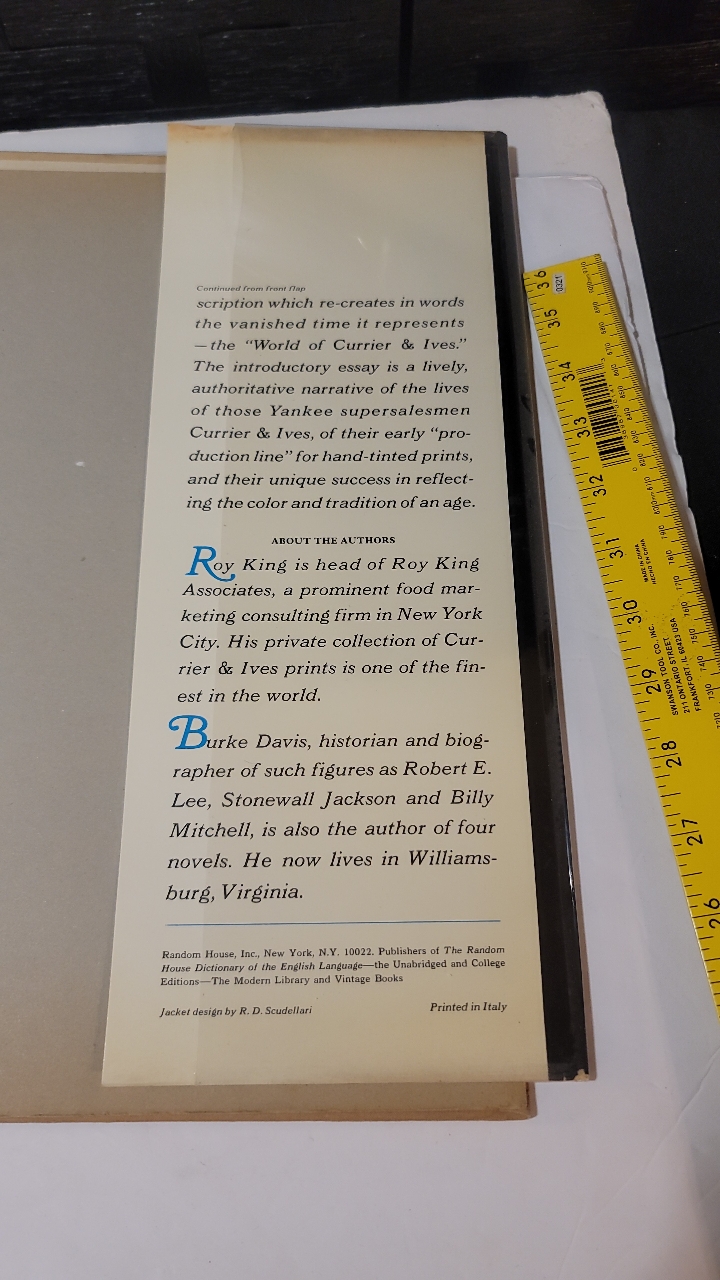 Continued from front flap
scription which re-creates in words
the vanished time it represents
—the "World of Currier & Ives."
The introductory essay is a lively,
authoritative narrative of the lives
of those Yankee supersalesmen
Currier & Ives, of their early "pro-
duction line" for hand-tinted prints,
and their unique success in reflect-
ing the color and tradition of an age.
ABOUT THE AUTHORS
Roy King is head of Roy King
Associates, a prominent food mar-
keting consulting firm in New York
City. His private collection of Cur-
rier & Ives prints is one of the fin-
est in the world.
Burke Davis, historian and biog-
rapher of such figures as Robert E.
Lee, Stonewall Jackson and Billy
Mitchell, is also the author of four
novels. He now lives in Williams-
burg, Virginia.
Random House, Inc., New York, N.Y. 10022. Publishers of The Random
House Dictionary of the English Language—the Unabridged and College
Editions—The Modern Library and Vintage Books
Jacket design by R. D. Scudellari
Printed in Italy
36
0321
35
34
33
32
31
30
29
28
27
26
MADE IN CHINA
HECHO EN CHINA
SWANSON TOOL CO., INC.
211 ONTARIO STREET
FRANKFORT, IL 60423 USA